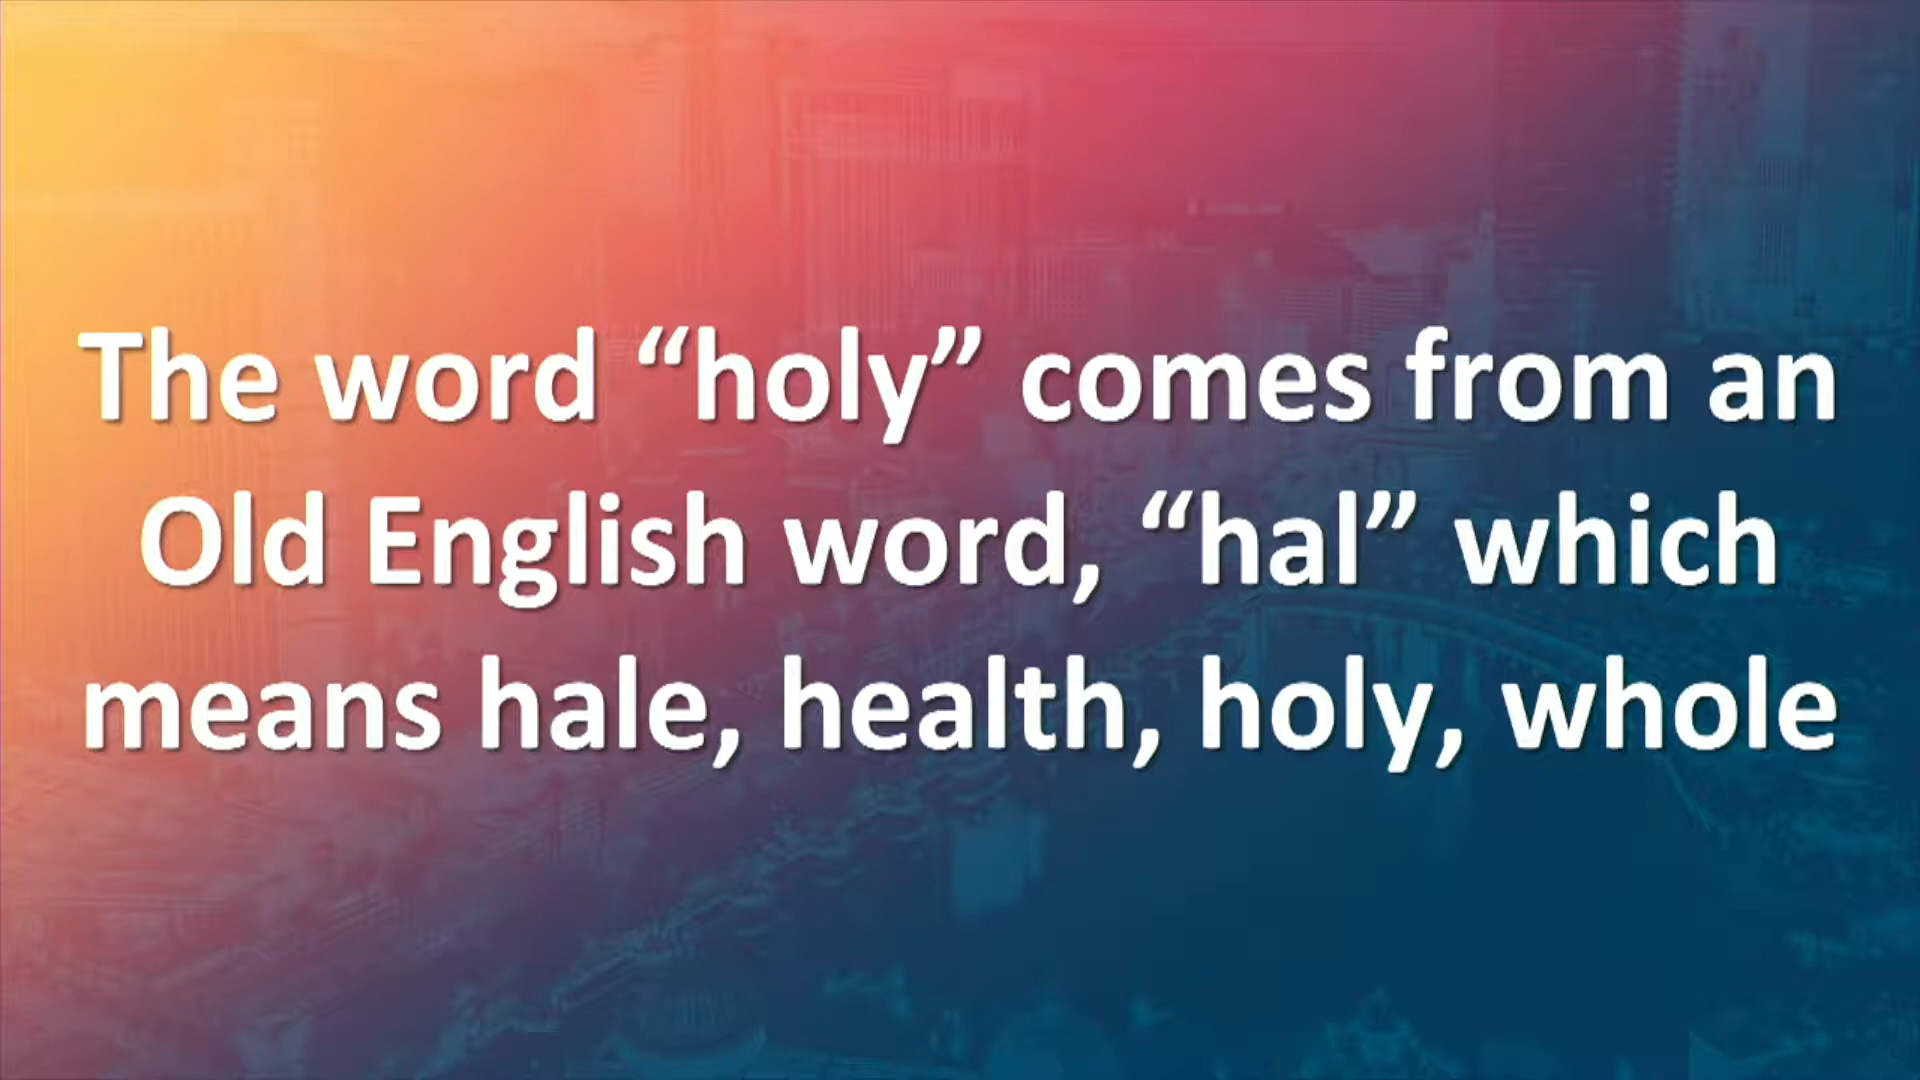 The word “holy” comes from an
Old English word, “hal” which
means hale, health, holy, whole